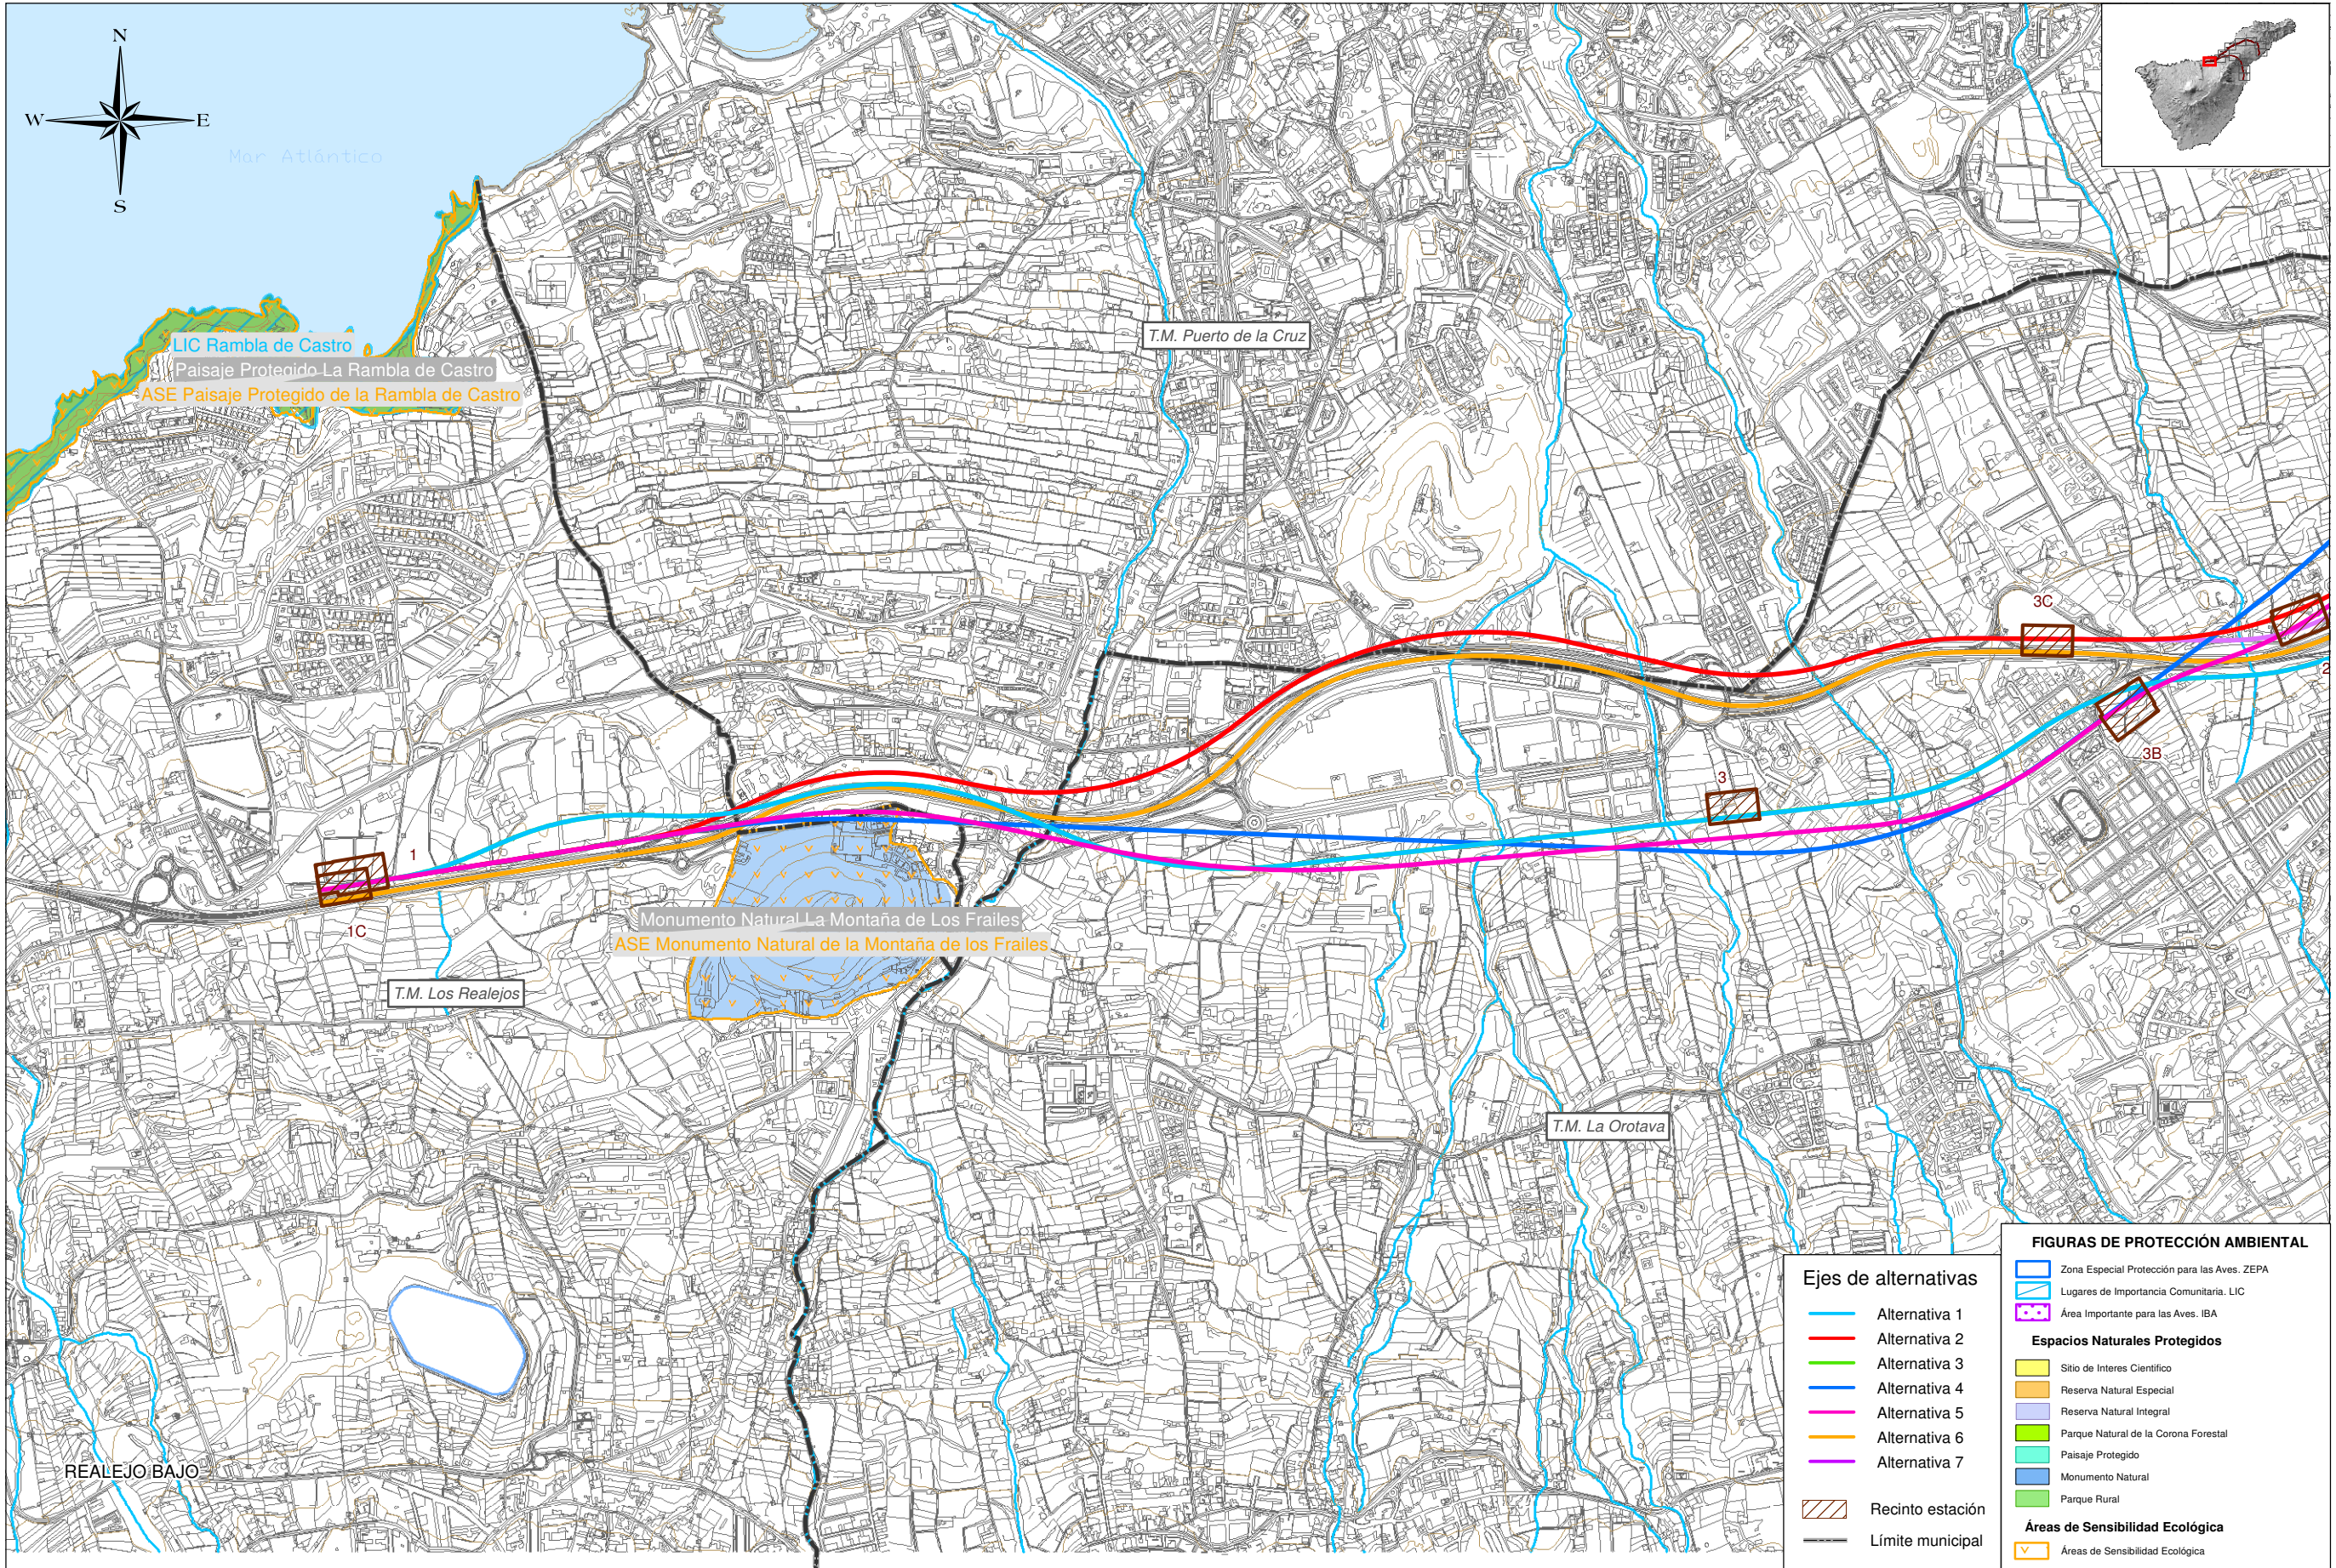 N
W
E
S
Mar Atlántico
LIC Rambla de Castro
Paisaje Protegido La Rambla de Castro
ASE Paisaje Protegido de la Rambla de Castro
T.M. Puerto de la Cruz
3C
2
3B
3
1
1C
Monumento Natural La Montaña de Los Frailes
ASE Monumento Natural de la Montaña de los Frailes
T.M. Los Realejos
T.M. La Orotava
REALEJO BAJO
Ejes de alternativas
Alternativa 1
Alternativa 2
Alternativa 3
Alternativa 4
Alternativa 5
Alternativa 6
Alternativa 7
Recinto estación
Límite municipal
FIGURAS DE PROTECCIÓN AMBIENTAL
Zona Especial Protección para las Aves. ZEPA
Lugares de Importancia Comunitaria. LIC
Área Importante para las Aves. IBA
Espacios Naturales Protegidos
Sitio de Interes Cientifico
Reserva Natural Especial
Reserva Natural Integral
Parque Natural de la Corona Forestal
Paisaje Protegido
Monumento Natural
Parque Rural
Áreas de Sensibilidad Ecológica
Áreas de Sensibilidad Ecológica